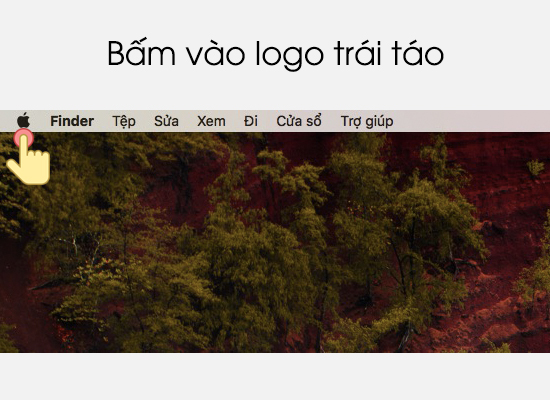 Bấm vào logo trái táo
Finder Tệp Sửa Xem Đi Cửa sổ Trợ giúp